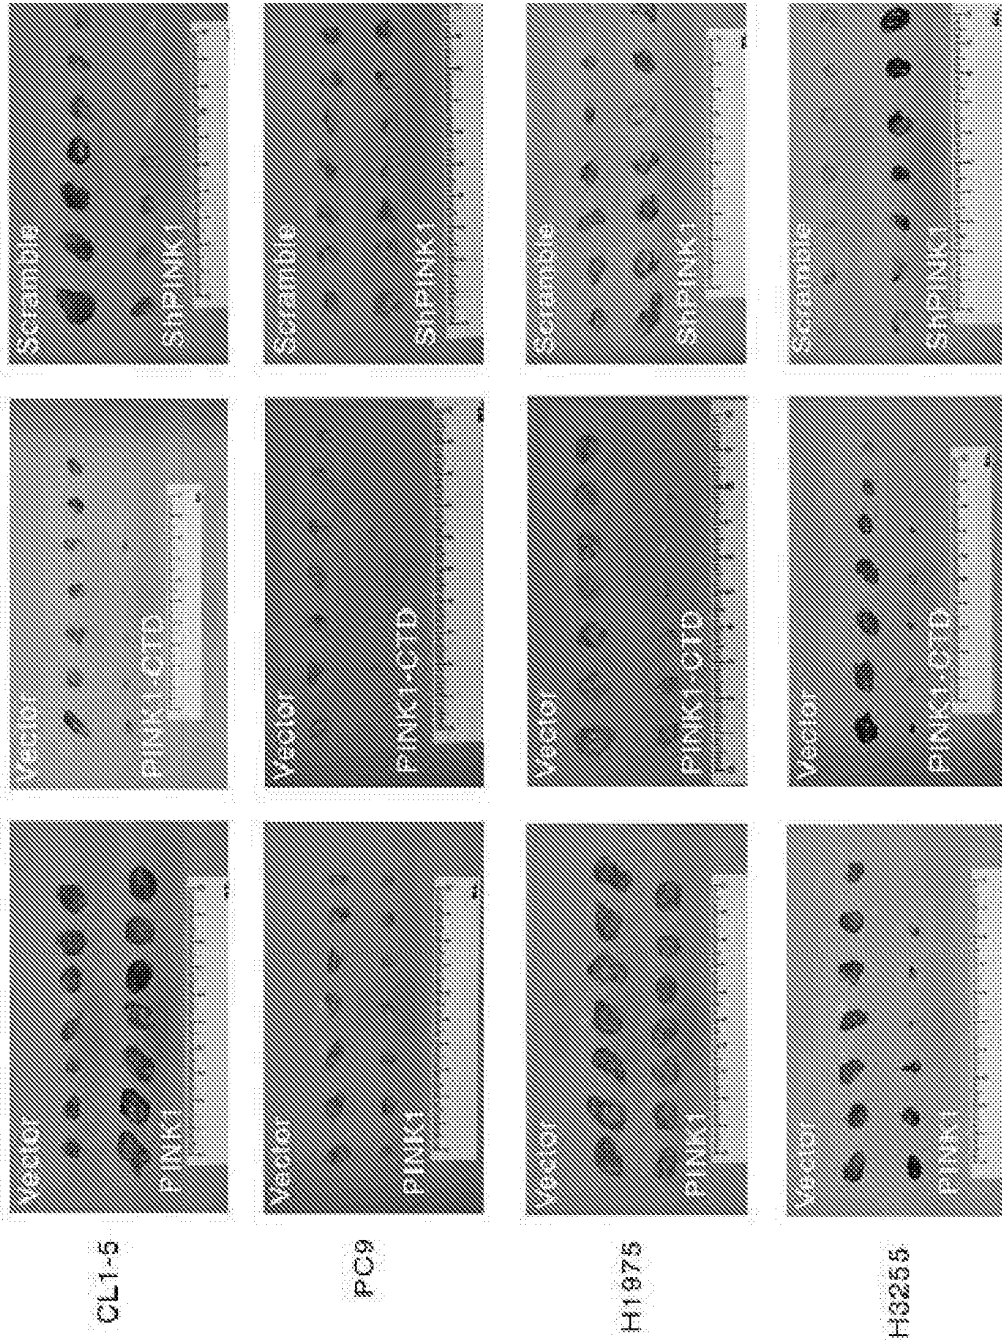 CL1-5
Vector
PINK1
Vector
PINK1-CTD
Scramble
ShPINK1
PC9
Vector
PINK1
Vector
PINK1-CTD
Scramble
ShPINK1
H1975
Vector
PINK1
Vector
PINK1-CTD
Scramble
ShPINK1
H3255
vector
PINK1
Vector
PINK1-CTD
Scramble
ShPINK1